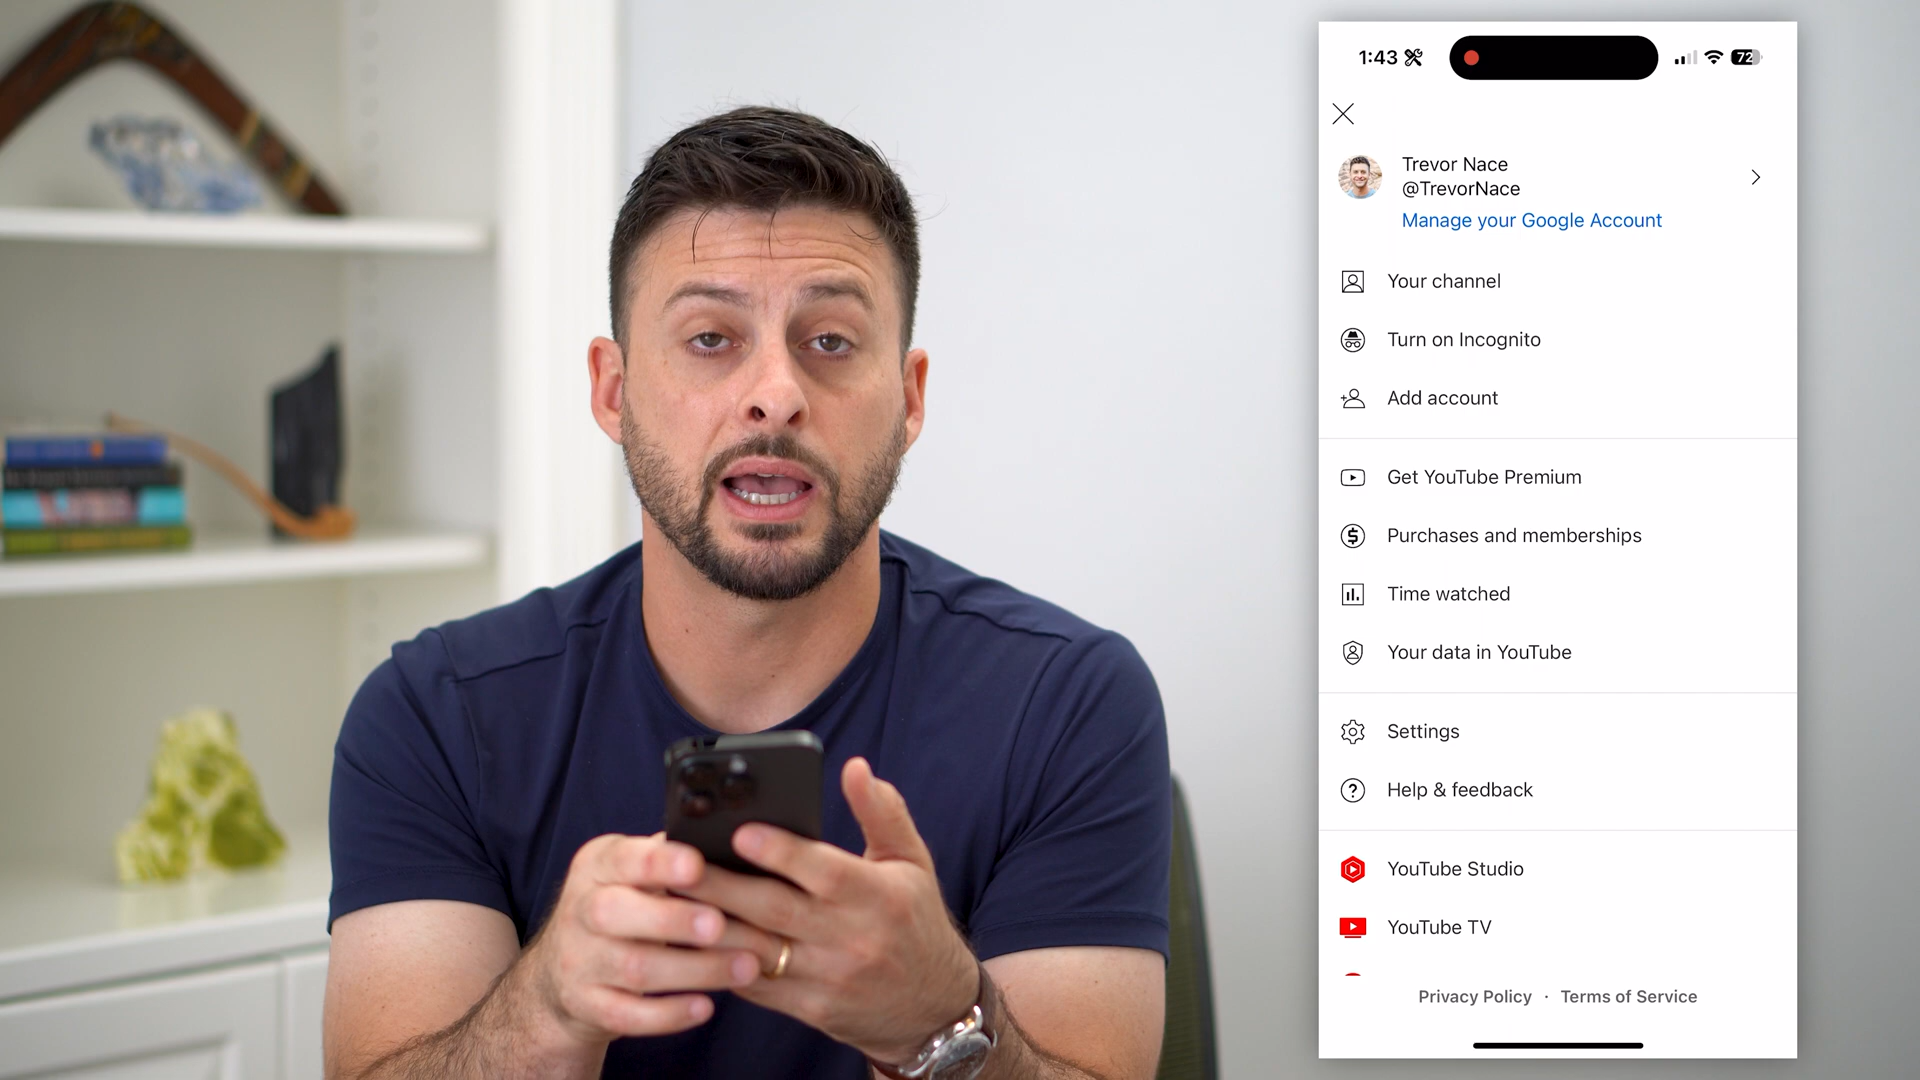 1:43
72
Trevor Nace
@TrevorNace
Manage your Google Account
Your channel
Turn on Incognito
Add account
Get YouTube Premium
Purchases and memberships
Time watched
Your data in YouTube
Settings
Help & feedback
YouTube Studio
YouTube TV
Privacy Policy · Terms of Service